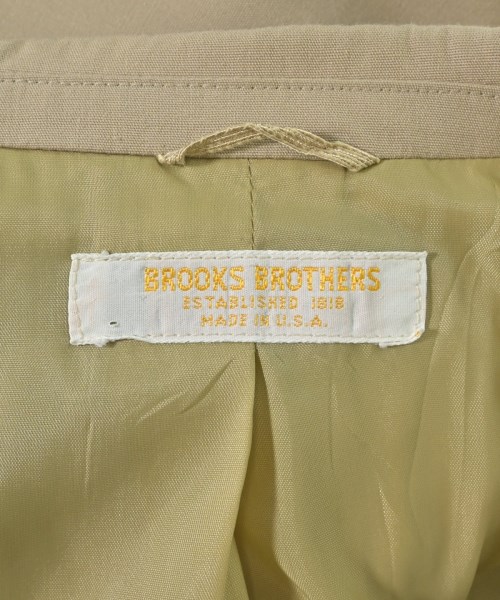 BROOKS BROTHERS
ESTABLISHED 1818
MADE IN U.S.A.